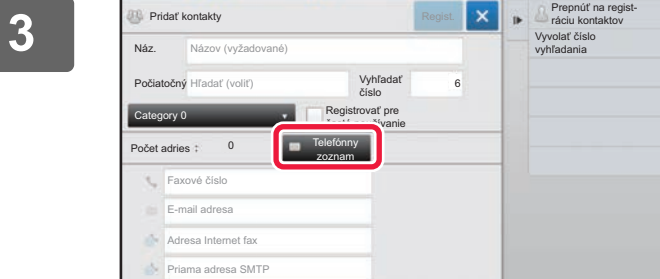 3
Pridať kontakty
Regist.
Náz.
Názov (vyžadované)
Počiatočný
Hľadať (voliť)
Vyhľadať
číslo
6
Category 0
Registrovať pre
Počet adries :
0
Telefónny
zoznam
Faxové číslo
E-mail adresa
Adresa Internet fax
Priama adresa SMTP
Prepnúť na regist-
ráciu kontaktov
Vyvolať číslo
vyhľadania